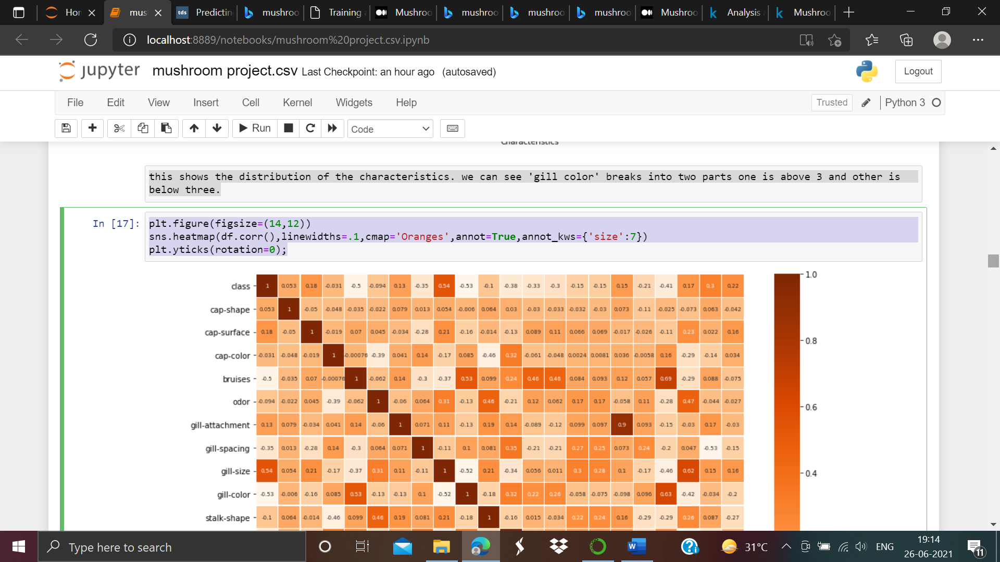 Hor
mus
tds Predictin
mushroo
Training a
Mushroo
mushroo
mushroo
mushroo
Mushroo
k Analysis a
k Mushroo
localhost:8889/notebooks/mushroom%20project.csv.ipynb
jupyter mushroom project.csv Last Checkpoint: an hour ago (autosaved)
Logout
File Edit View Insert Cell Kernel Widgets Help
Trusted Python 3
Run Code
Characteristics
this shows the distribution of the characteristics. we can see 'gill color' breaks into two parts one is above 3 and other is
below three.
In [17]: plt.figure(figsize=(14,12))
sns.heatmap(df.corr(),linewidths=.1,cmap='Oranges',annot=True,annot_kws={'size':7})
plt.yticks(rotation=0);
class 1 0.053 0.18 -0.031 -0.5 -0.094 0.13 -0.35 0.54 -0.53 -0.1 -0.38 -0.33 -0.3 -0.15 -0.15 0.15 -0.21 -0.41 0.17 0.3 0.22
cap-shape 0.053 1 -0.05 -0.048 -0.035 -0.022 0.079 0.013 0.054 -0.006 0.064 0.03 -0.03 -0.033 -0.032 -0.03 0.073 -0.11 -0.025 -0.073 0.063 -0.042
cap-surface 0.18 -0.05 1 -0.019 0.07 0.045 -0.034 -0.28 0.21 -0.16 -0.014 -0.13 0.089 0.11 0.066 0.069 -0.017 -0.026 -0.11 0.23 0.022 0.16
cap-color -0.031 -0.048 -0.019 1 -0.00076 -0.39 0.041 0.14 -0.17 0.085 -0.46 0.32 -0.061 -0.048 0.0024 0.0081 0.036 -0.0058 0.16 -0.29 -0.14 0.034
bruises -0.5 -0.035 0.07 -0.00076 1 -0.062 0.14 -0.3 -0.37 0.53 0.099 0.24 0.46 0.46 0.084 0.093 0.12 0.057 0.69 -0.29 0.088 -0.075
odor -0.094 -0.022 0.045 -0.39 -0.062 1 -0.06 0.064 0.31 -0.13 0.46 -0.21 0.12 0.062 0.17 0.17 -0.058 0.11 -0.28 0.47 -0.044 -0.027
gill-attachment 0.13 0.079 -0.034 0.041 0.14 -0.06 1 0.071 0.11 -0.13 0.19 0.14 -0.089 -0.12 0.099 0.097 0.9 0.093 -0.15 -0.03 0.17 -0.03
gill-spacing -0.35 0.013 -0.28 0.14 -0.3 0.064 0.071 1 -0.11 0.1 0.081 0.35 -0.21 -0.21 0.27 0.25 0.073 0.24 -0.2 0.047 -0.53 -0.15
gill-size 0.54 0.054 0.21 -0.17 -0.37 0.31 0.11 -0.11 1 -0.52 0.21 -0.34 0.056 0.011 0.3 0.28 0.1 -0.17 -0.46 0.62 0.15 0.16
gill-color -0.53 -0.006 -0.16 0.085 0.53 -0.13 -0.13 0.1 -0.52 1 -0.18 0.32 0.22 0.26 -0.058 -0.075 -0.098 0.096 0.63 -0.42 -0.034 -0.2
stalk-shape -0.1 0.064 -0.014 -0.46 0.099 0.46 0.19 0.081 0.21 -0.18 1 -0.16 0.015 -0.034 0.22 0.24 0.16 -0.29 -0.29 0.26 0.087 -0.27
1.0
0.8
0.6
0.4
Type here to search
W
31°C
ENG
19:14
26-06-2021
11